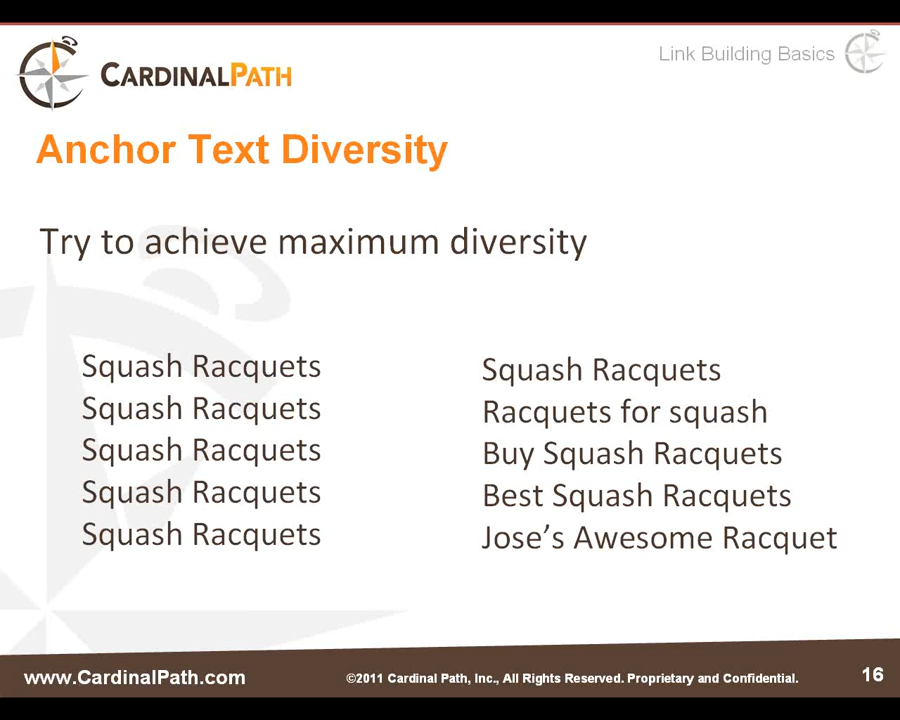 Link Building Basics
CARDINALPATH
Anchor Text Diversity
Try to achieve maximum diversity
Squash Racquets
Squash Racquets
Squash Racquets
Squash Racquets
Squash Racquets
Squash Racquets
Racquets for squash
Buy Squash Racquets
Best Squash Racquets
Jose’s Awesome Racquet
www.CardinalPath.com
©2011 Cardinal Path, Inc., All Rights Reserved. Proprietary and Confidential.
16